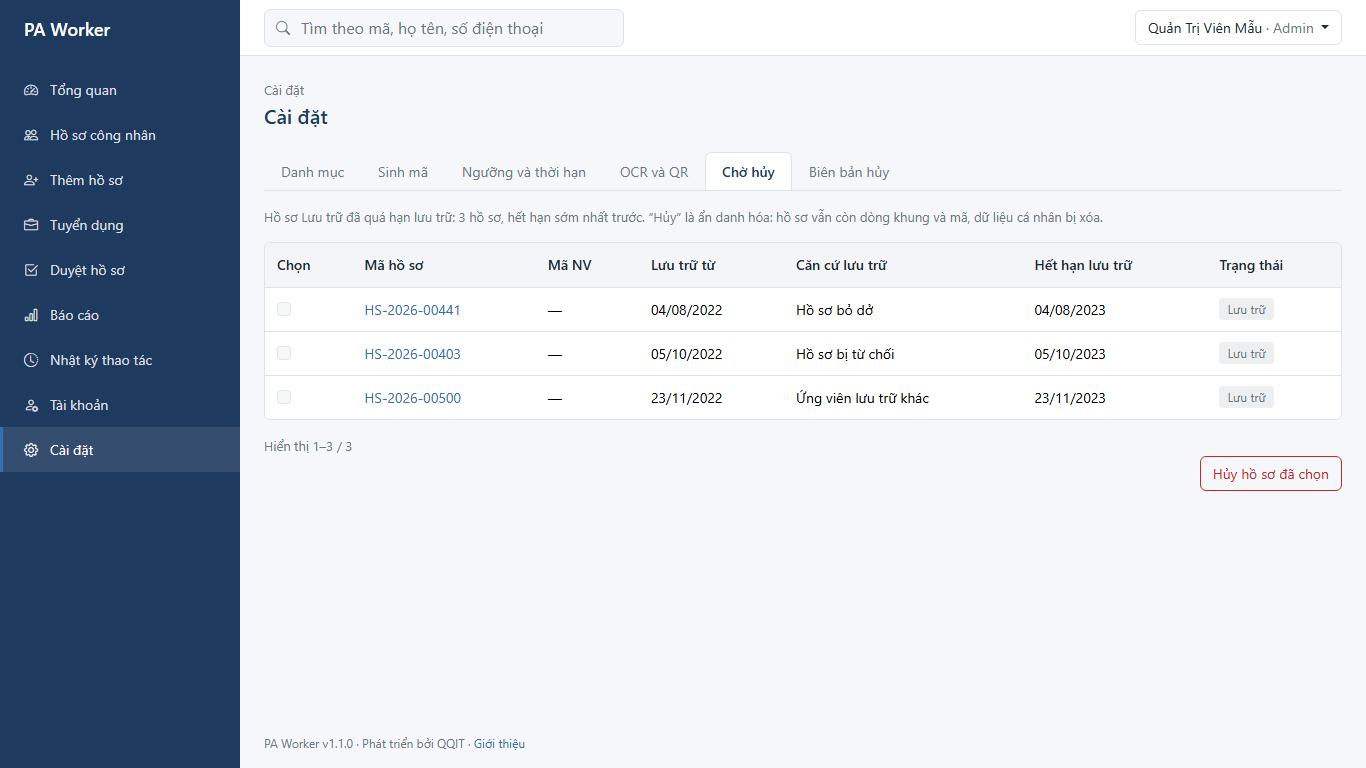 PA Worker
Tìm theo mã, họ tên, số điện thoại
Quản Trị Viên Mẫu · Admin
Tổng quan
Hồ sơ công nhân
Thêm hồ sơ
Tuyển dụng
Duyệt hồ sơ
Báo cáo
Nhật ký thao tác
Tài khoản
Cài đặt
Cài đặt
Cài đặt
Danh mục Sinh mã Ngưỡng và thời hạn OCR và QR Chờ hủy Biên bản hủy
Hồ sơ Lưu trữ đã quá hạn lưu trữ: 3 hồ sơ, hết hạn sớm nhất trước. “Hủy” là ẩn danh hóa: hồ sơ vẫn còn dòng khung và mã, dữ liệu cá nhân bị xóa.
Chọn Mã hồ sơ Mã NV Lưu trữ từ Căn cứ lưu trữ Hết hạn lưu trữ Trạng thái
HS-2026-00441 — 04/08/2022 Hồ sơ bỏ dở 04/08/2023 Lưu trữ
HS-2026-00403 — 05/10/2022 Hồ sơ bị từ chối 05/10/2023 Lưu trữ
HS-2026-00500 — 23/11/2022 Ứng viên lưu trữ khác 23/11/2023 Lưu trữ
Hiển thị 1–3 / 3
Hủy hồ sơ đã chọn
PA Worker v1.1.0 · Phát triển bởi QQIT · Giới thiệu